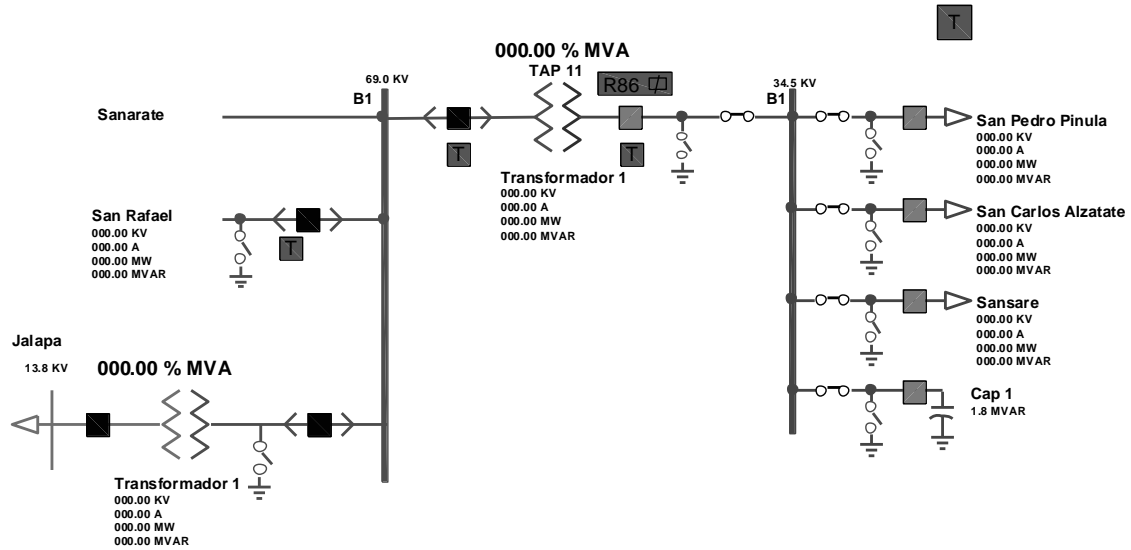 T
000.00 % MVA
TAP 11
R86
69.0 KV
B1
34.5 KV
B1
Sanarate
T
T
Transformador 1
000.00 KV
000.00 A
000.00 MW
000.00 MVAR
San Pedro Pinula
000.00 KV
000.00 A
000.00 MW
000.00 MVAR
San Rafael
000.00 KV
000.00 A
000.00 MW
000.00 MVAR
T
San Carlos Alzatate
000.00 KV
000.00 A
000.00 MW
000.00 MVAR
Sansare
000.00 KV
000.00 A
000.00 MW
000.00 MVAR
Jalapa
13.8 KV
000.00 % MVA
Cap 1
1.8 MVAR
Transformador 1
000.00 KV
000.00 A
000.00 MW
000.00 MVAR